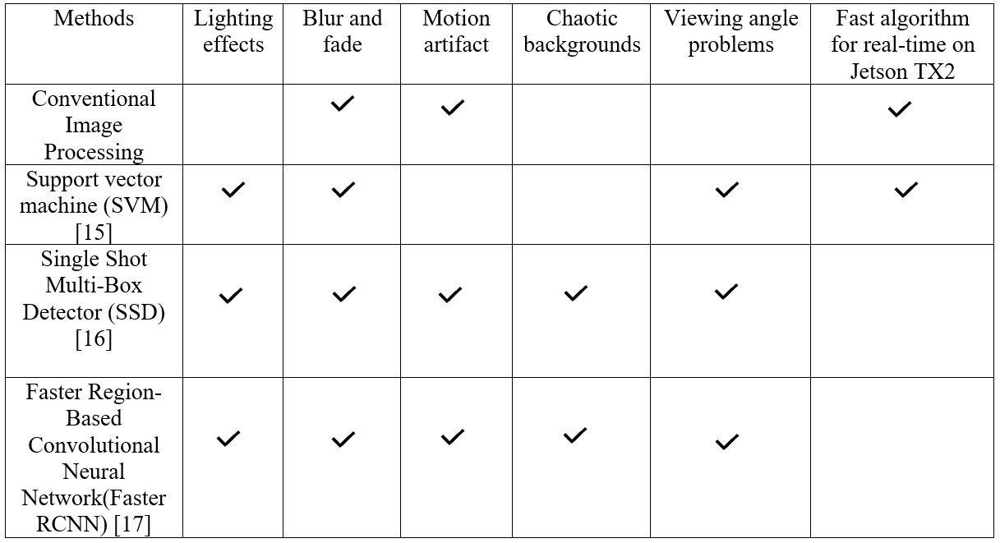 Methods
Lighting
effects
Blur and
fade
Motion
artifact
Chaotic
backgrounds
Viewing angle
problems
Fast algorithm
for real-time on
Jetson TX2
Conventional
Image
Processing
Support vector
machine (SVM)
[15]
Single Shot
Multi-Box
Detector (SSD)
[16]
Faster Region-
Based
Convolutional
Neural
Network(Faster
RCNN) [17]